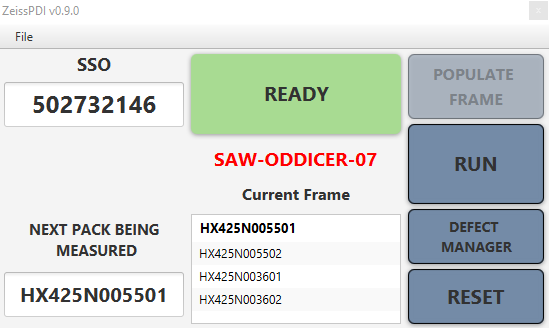 ZeissPDI v0.9.0
x
File
SSO
502732146
READY
POPULATE
FRAME
SAW-ODDICER-07
RUN
Current Frame
NEXT PACK BEING
MEASURED
HX425N005501
HX425N005501
HX425N005502
HX425N003601
HX425N003602
DEFECT
MANAGER
RESET